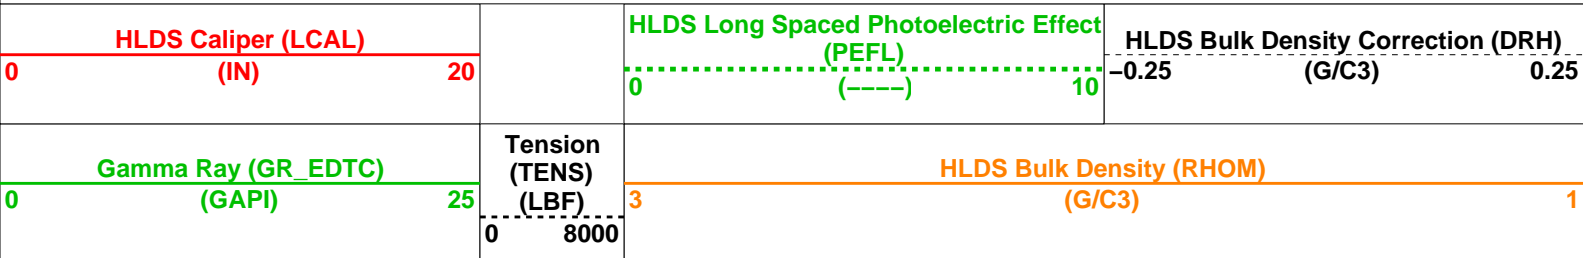 HLDS Caliper (LCAL)
0 (IN) 20
HLDS Long Spaced Photoelectric Effect
(PEFL)
0 (−−−−) 10
HLDS Bulk Density Correction (DRH)
−0.25 (G/C3) 0.25
Gamma Ray (GR_EDTC)
0 (GAPI) 25
Tension
(TENS)
(LBF)
0 8000
HLDS Bulk Density (RHOM)
3 (G/C3) 1